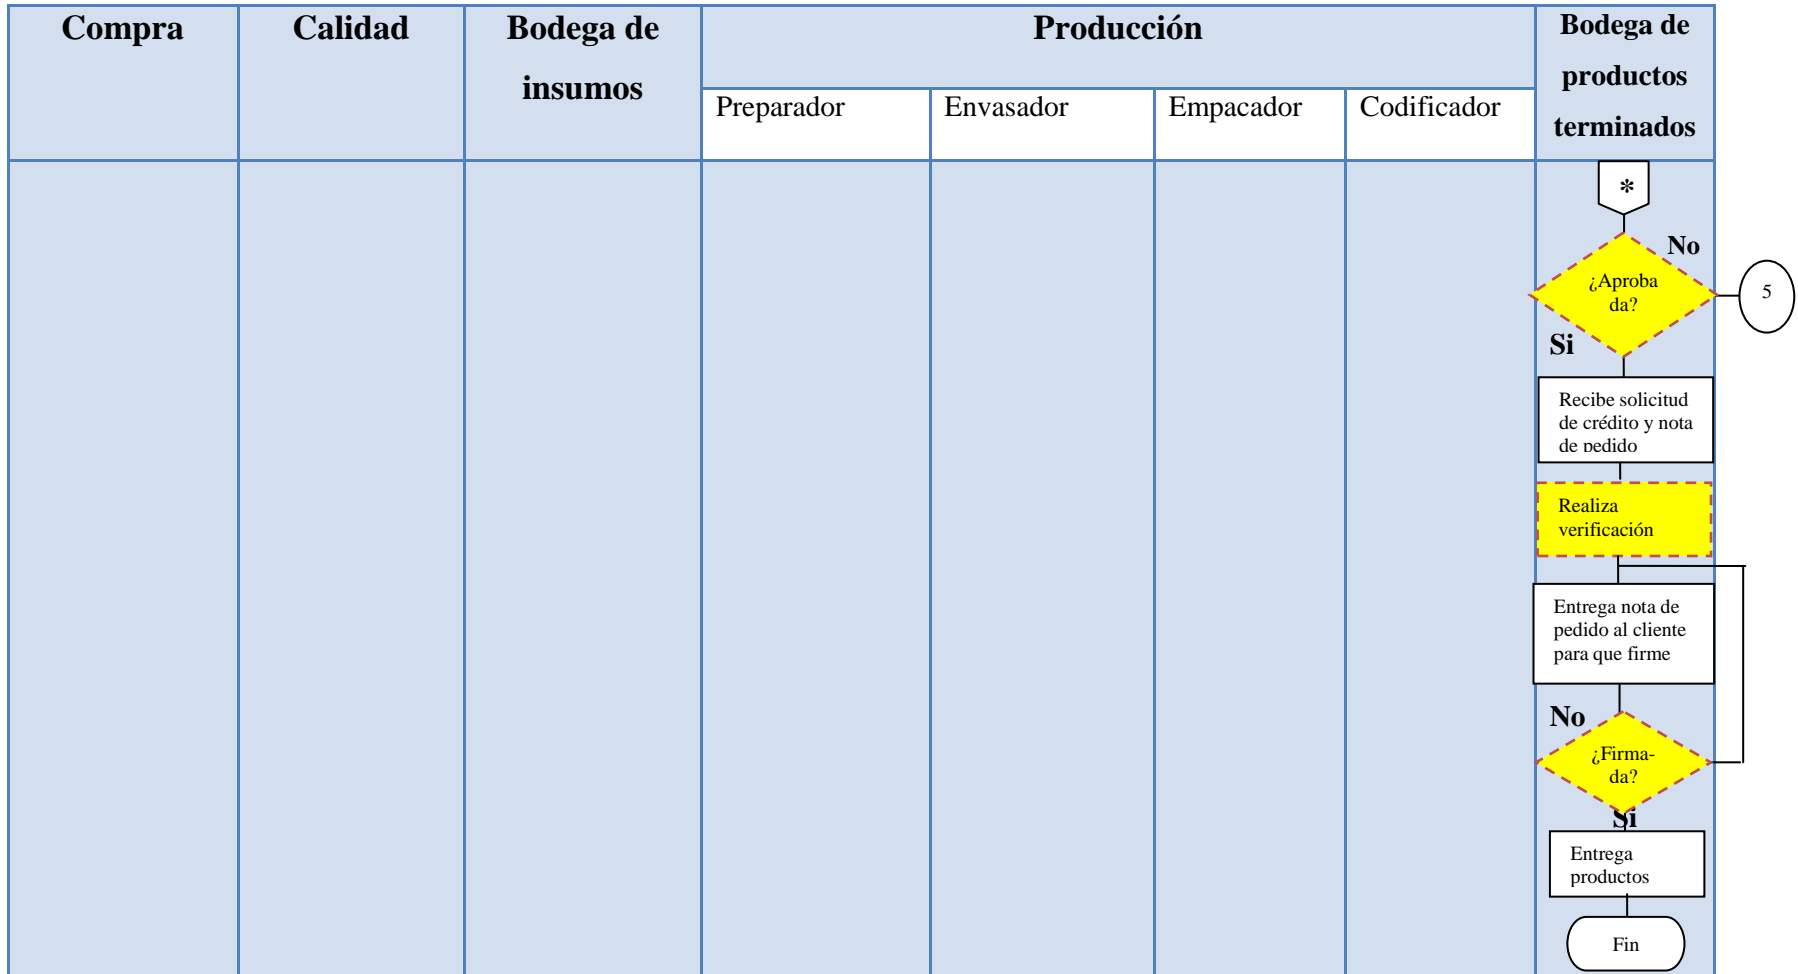 Compra
Calidad
Bodega de
insumos
Producción
Bodega de
productos
terminados
Preparador
Envasador
Empacador
Codificador
*
No
¿Aproba
da?
5
Si
Recibe solicitud
de crédito y nota
de pedido
Realiza
verificación
Entrega nota de
pedido al cliente
para que firme
No
¿Firma-
da?
Si
Entrega
productos
Fin